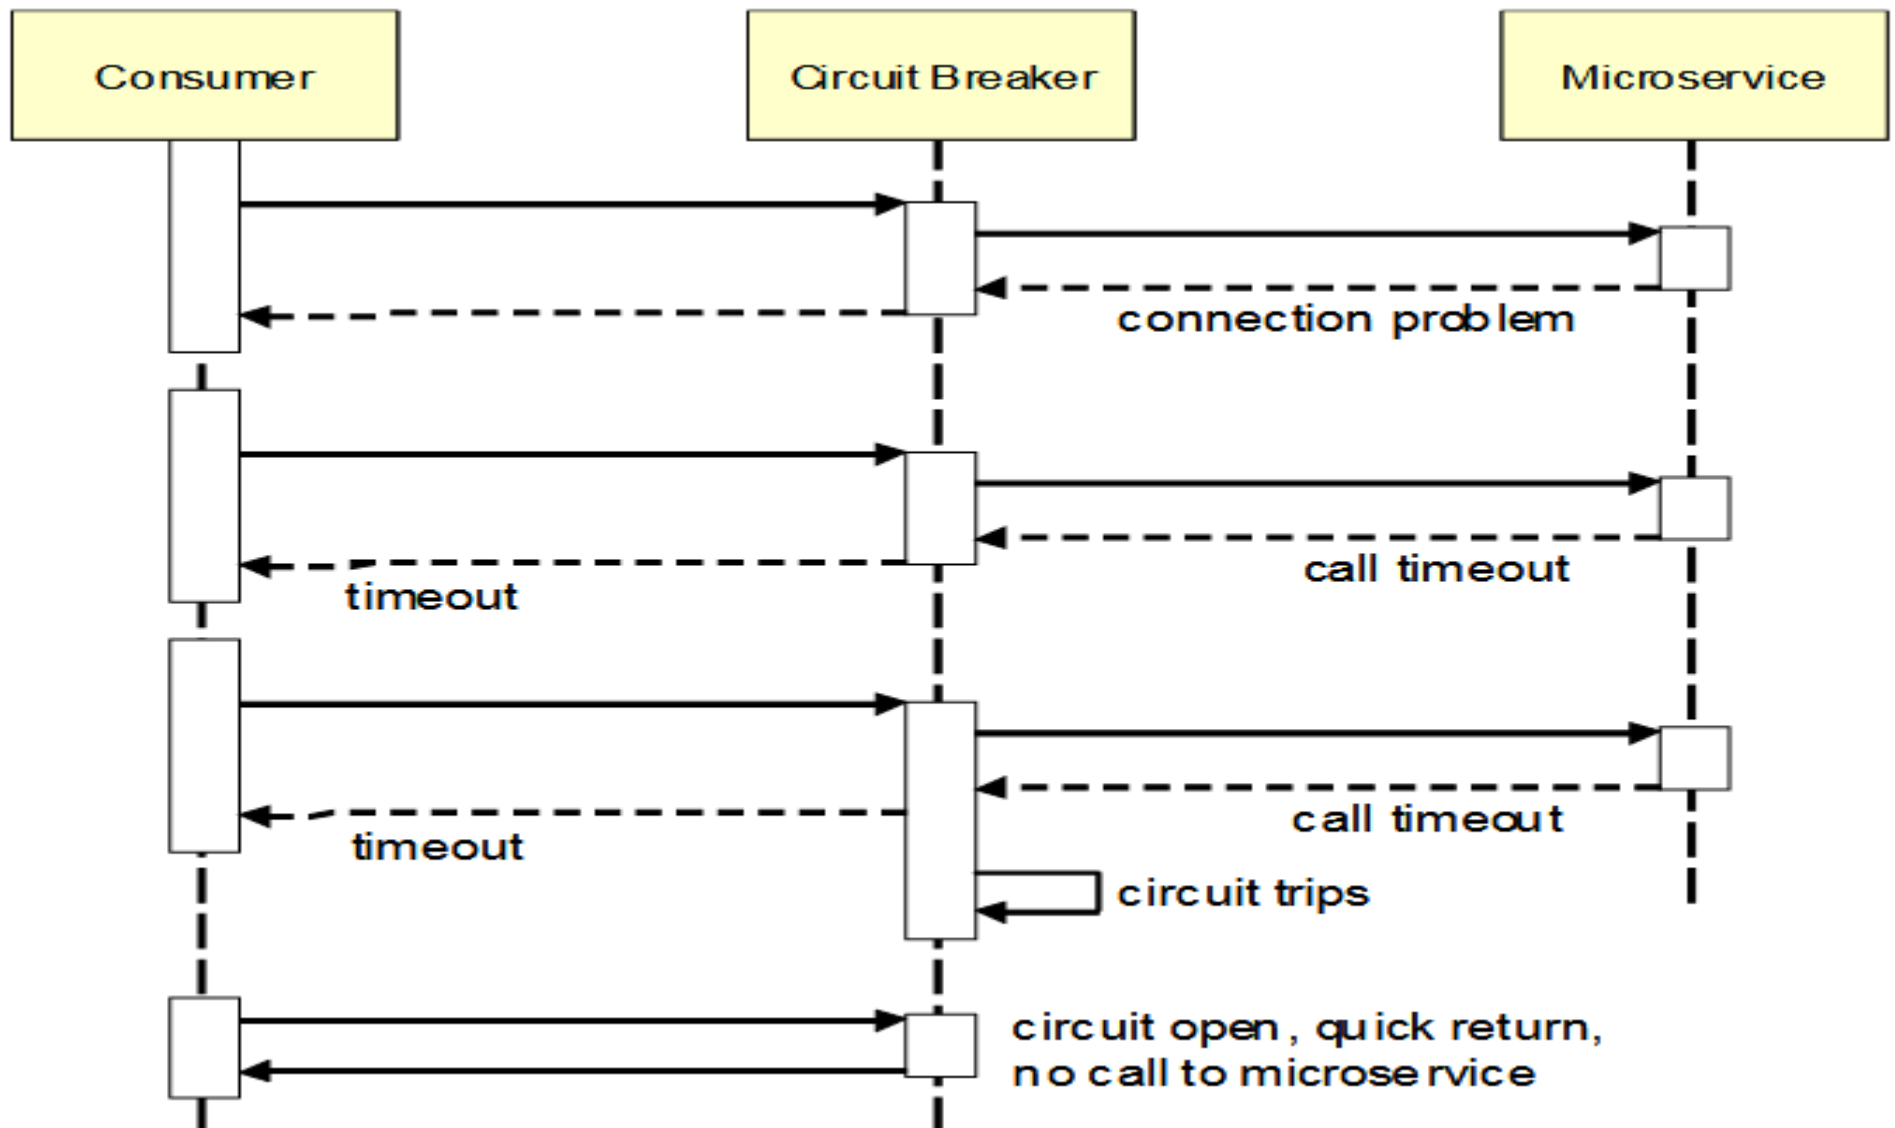 Consumer
Circuit Breaker
Microservice
connection problem
call timeout
timeout
call timeout
timeout
circuit trips
circuit open, quick return,
no call to microservice